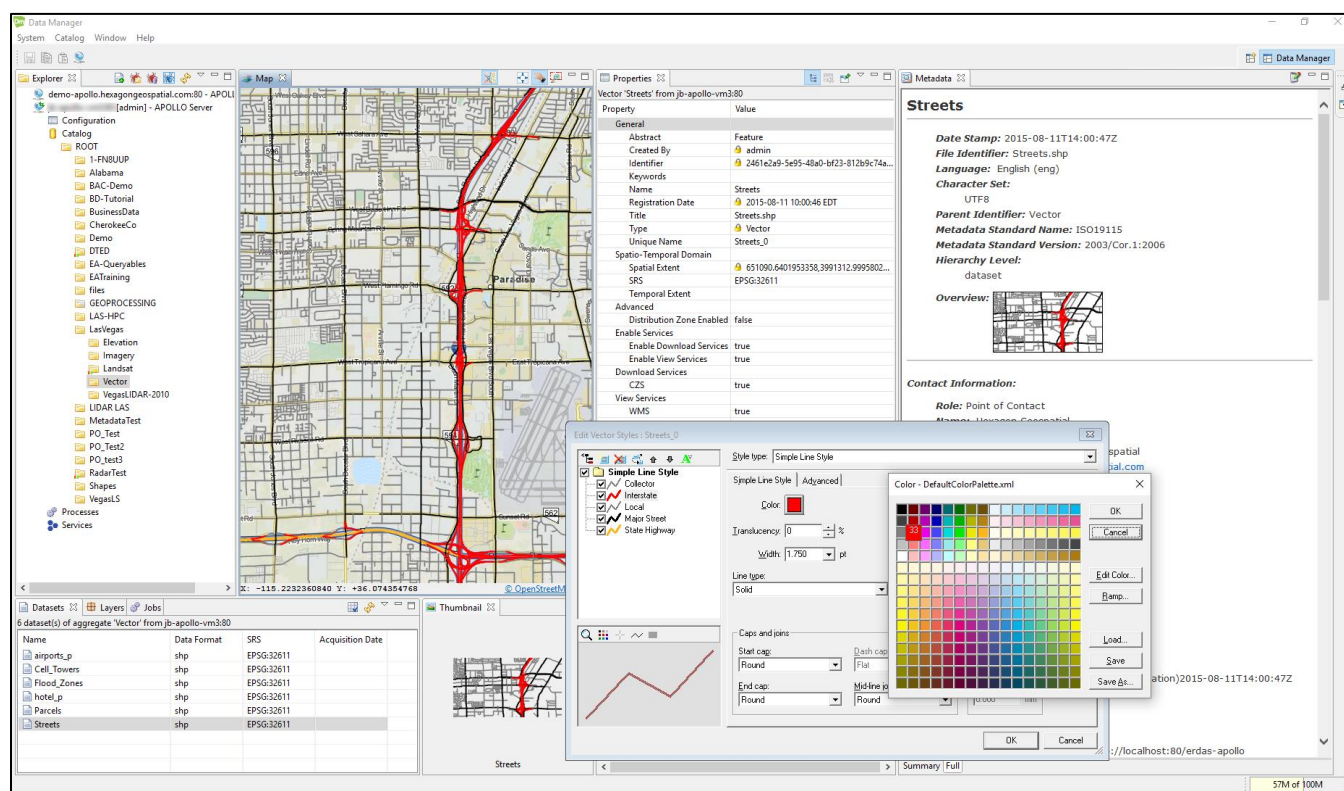 Data Manager
System Catalog Window Help
Data Manager
Explorer
demo-apollo.hexagongeospatial.com:80 - APOLL
[admin] - APOLLO Server
Configuration
Catalog
ROOT
1-FN8UUP
Alabama
BAC-Demo
BD-Tutorial
BusinessData
CherokeeCo
Demo
DTED
EA-Queryables
EATraining
files
GEOPROCESSING
LAS-HPC
LasVegas
Elevation
Imagery
Landsat
Vector
VegasLIDAR-2010
LIDAR LAS
MetadataTest
PO_Test
PO_Test2
PO_test3
RadarTest
Shapes
VegasLS
Processes
Services
Map
596
592
Paradise
594
562
X: -115.2232360840 Y: +36.074354768
© OpenStreetM
Properties
Vector 'Streets' from jb-apollo-vm3:80
Property Value
General
Abstract Feature
Created By admin
Identifier 2461e2a9-5e95-48a0-bf23-812b9c74a...
Keywords
Name Streets
Registration Date 2015-08-11 10:00:46 EDT
Title Streets.shp
Type Vector
Unique Name Streets_0
Spatio-Temporal Domain
Spatial Extent 651090.6401953358,3991312.9995802...
SRS EPSG:32611
Temporal Extent
Advanced
Distribution Zone Enabled false
Enable Services
Enable Download Services true
Enable View Services true
Download Services
CZS true
View Services
WMS true
Metadata
Streets
Date Stamp: 2015-08-11T14:00:47Z
File Identifier: Streets.shp
Language: English (eng)
Character Set:
UTF8
Parent Identifier: Vector
Metadata Standard Name: ISO19115
Metadata Standard Version: 2003/Cor.1:2006
Hierarchy Level:
dataset
Overview:
Contact Information:
Role: Point of Contact
Name: Hexagon Geospatial
spatial
ial.com
ation)2015-08-11T14:00:47Z
://localhost:80/erdas-apollo
Summary Full
Edit Vector Styles : Streets_0
Simple Line Style
Collector
Interstate
Local
Major Street
State Highway
Style type: Simple Line Style
Simple Line Style Advanced
Color:
Translucency: 0 %
Width: 1.750 pt
Line type:
Solid
Caps and joins
Start cap: Dash cap
Round Flat
End cap: Mid-line jo
Round Round
0.000 mm
OK Cancel
Color - DefaultColorPalette.xml
33
OK
Cancel
Edit Color...
Ramp...
Load...
Save
Save As...
Datasets Layers Jobs
6 dataset(s) of aggregate 'Vector' from jb-apollo-vm3:80
Name Data Format SRS Acquisition Date
airports_p shp EPSG:32611
Cell_Towers shp EPSG:32611
Flood_Zones shp EPSG:32611
hotel_p shp EPSG:32611
Parcels shp EPSG:32611
Streets shp EPSG:32611
Thumbnail
Streets
57M of 100M